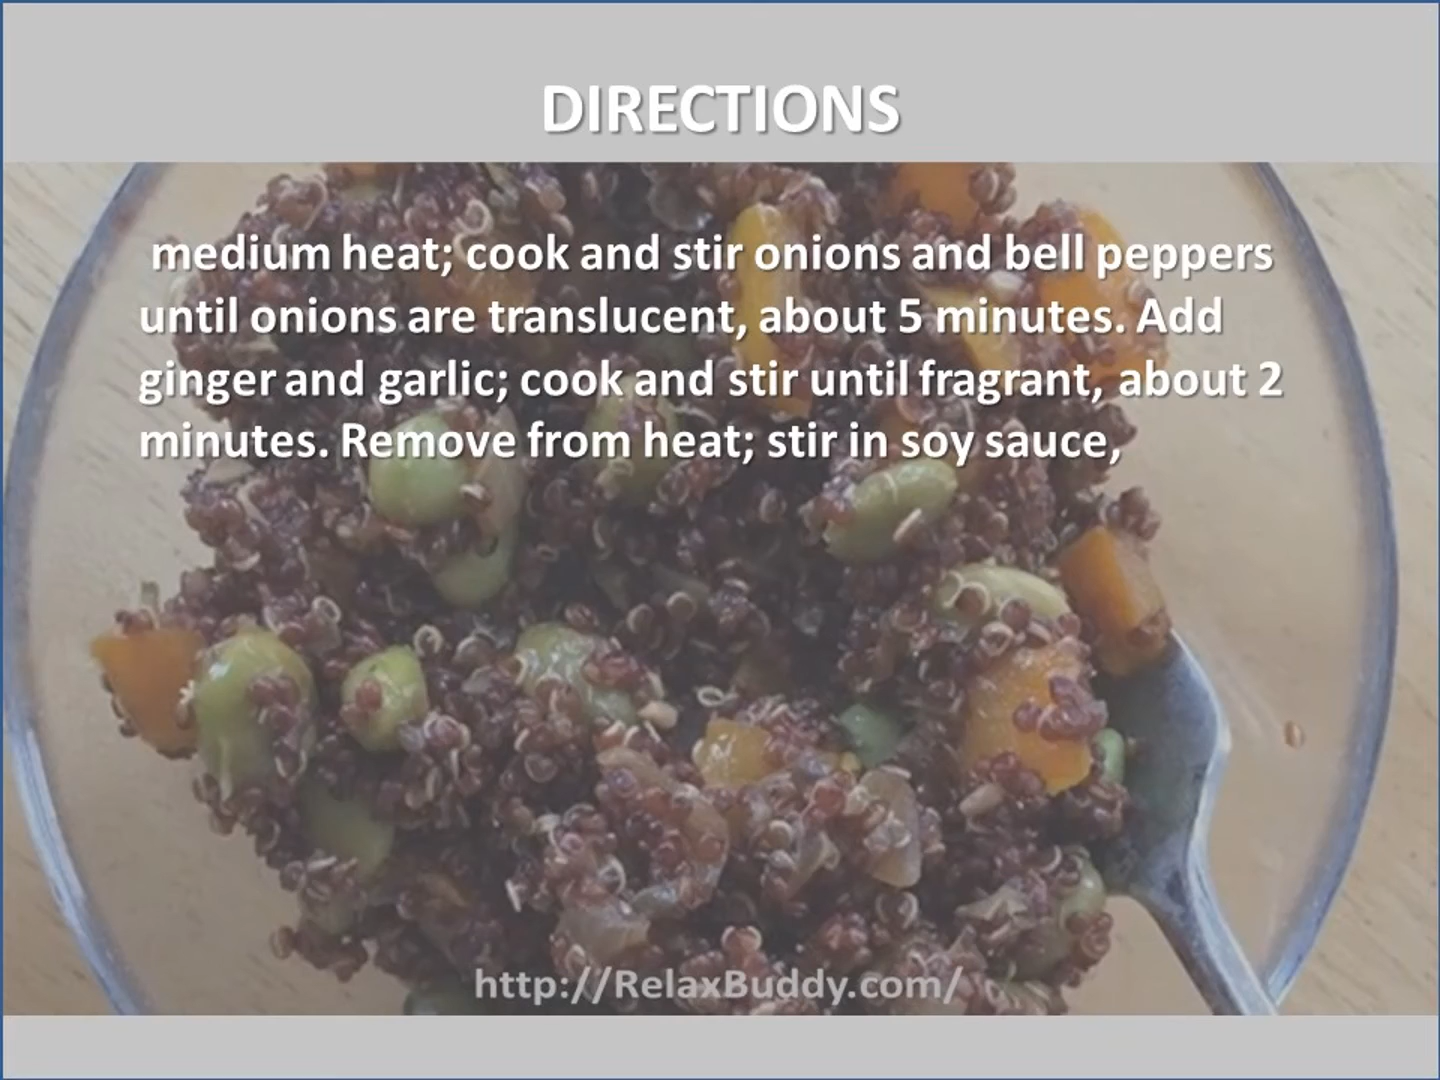 DIRECTIONS
medium heat; cook and stir onions and bell peppers
until onions are translucent, about 5 minutes. Add
ginger and garlic; cook and stir until fragrant, about 2
minutes. Remove from heat; stir in soy sauce,
http://RelaxBuddy.com/